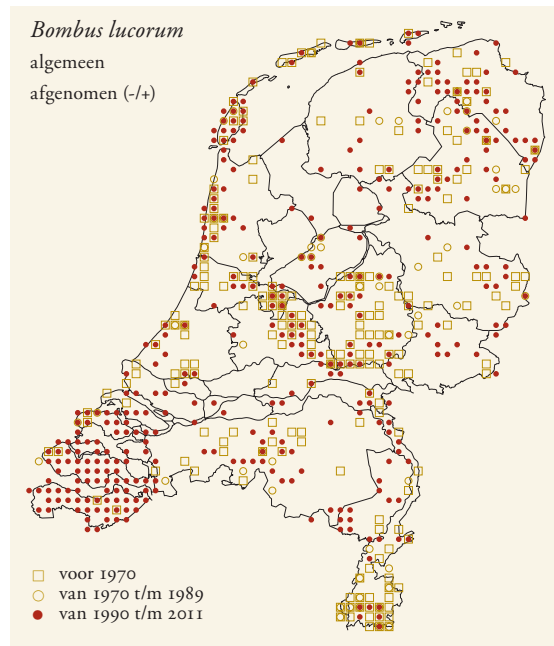 Bombus lucorum
algemeen
afgenomen (-/+)
voor 1970
van 1970 t/m 1989
van 1990 t/m 2011